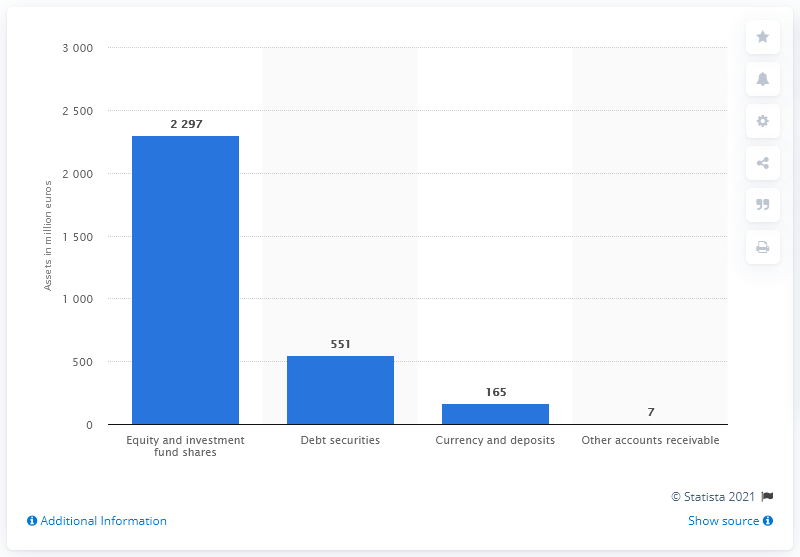 3 000
2 500
2 000
1 500
1 000
500
0
Assets in million euros
2 297
551
165
7
Equity and investment
fund shares
Debt securities
Currency and deposits
Other accounts receivable
© Statista 2021
Additional Information
Show source